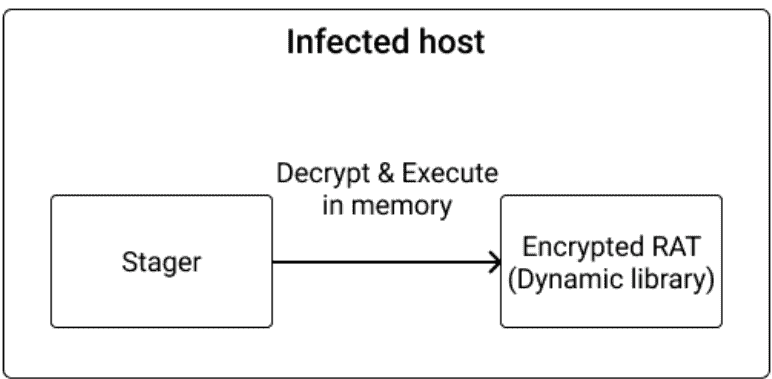 Infected host
Decrypt & Execute
in memory
Stager
Encrypted RAT
(Dynamic library)